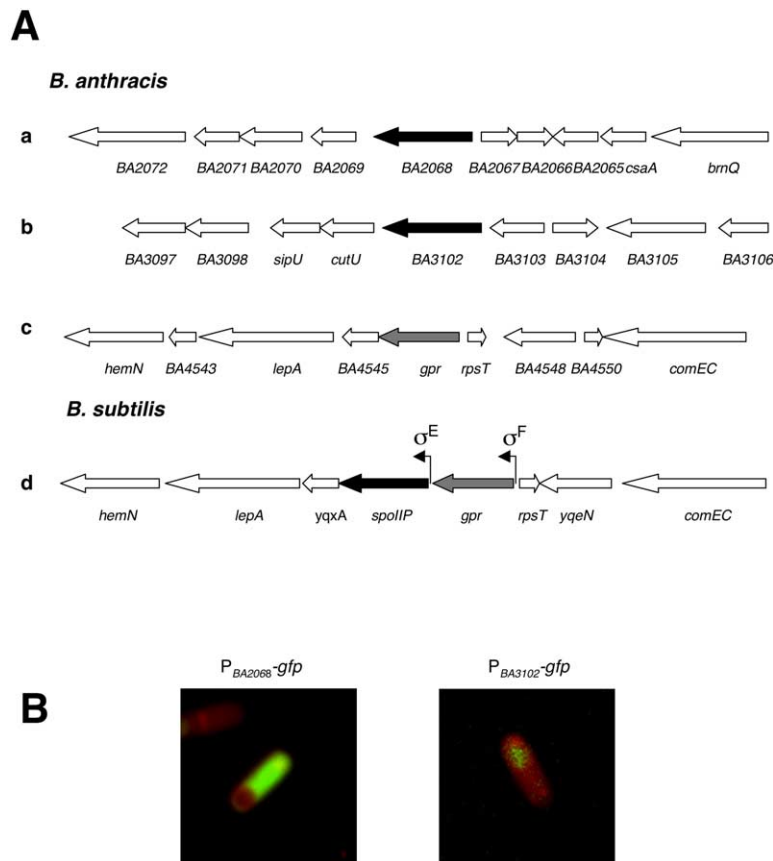 A
B. anthracis
a
BA2072 BA2071 BA2070 BA2069 BA2068 BA2067 BA2066 BA2065 csaA brnQ
b
BA3097 BA3098 sipU cutU BA3102 BA3103 BA3104 BA3105 BA3106
c
hemN BA4543 lepA BA4545 gpr rpsT BA4548 BA4550 comEC
B. subtilis
σE σF
d
hemN lepA yqxA spoIIP gpr rpsT yqeN comEC
B
PBA2068-gfp PBA3102-gfp